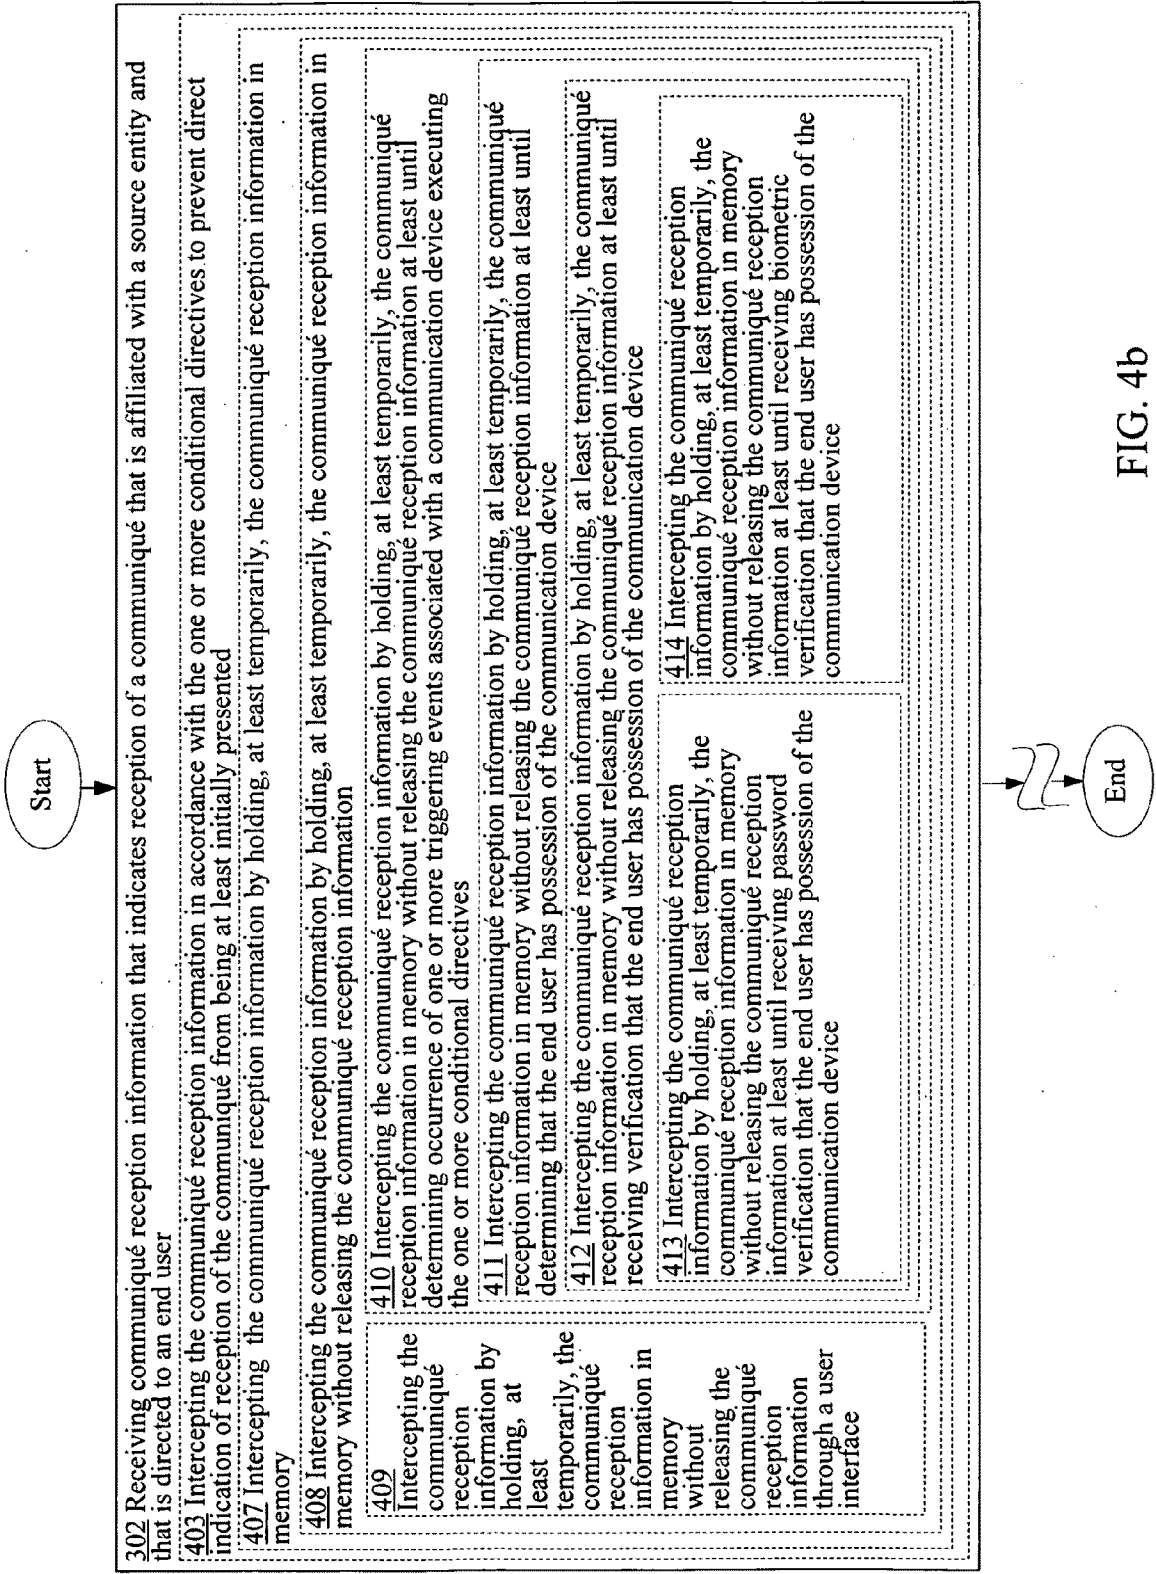 Start
302 Receiving communiqué reception information that indicates reception of a communiqué that is affiliated with a source entity and
that is directed to an end user
403 Intercepting the communiqué reception information in accordance with the one or more conditional directives to prevent direct
indication of reception of the communiqué from being at least initially presented
407 Intercepting the communiqué reception information by holding, at least temporarily, the communiqué reception information in
memory
408 Intercepting the communiqué reception information by holding, at least temporarily, the communiqué reception information in
memory without releasing the communiqué reception information
409
Intercepting the
communiqué
reception
information by
holding, at
least
temporarily, the
communiqué
reception
information in
memory
without
releasing the
communiqué
reception
information
through a user
interface
410 Intercepting the communiqué reception information by holding, at least temporarily, the communiqué
reception information in memory without releasing the communiqué reception information at least until
determining occurrence of one or more triggering events associated with a communication device executing
the one or more conditional directives
411 Intercepting the communiqué reception information by holding, at least temporarily, the communiqué
reception information in memory without releasing the communiqué reception information at least until
determining that the end user has possession of the communication device
412 Intercepting the communiqué reception information by holding, at least temporarily, the communiqué
reception information in memory without releasing the communiqué reception information at least until
receiving verification that the end user has possession of the communication device
413 Intercepting the communiqué reception
information by holding, at least temporarily, the
communiqué reception information in memory
without releasing the communiqué reception
information at least until receiving password
verification that the end user has possession of the
communication device
414 Intercepting the communiqué reception
information by holding, at least temporarily, the
communiqué reception information in memory
without releasing the communiqué reception
information at least until receiving biometric
verification that the end user has possession of the
communication device
End
FIG. 4b